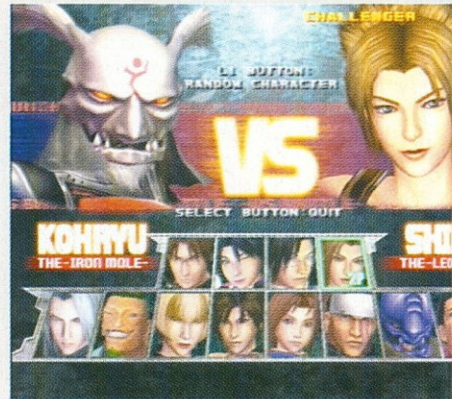 CHALLENGER
L1 BUTTON:
RANDOM CHARACTER
VS
SELECT BUTTON:QUIT
KOHRYU
THE-IRON MOLE-
SHI
THE-LE